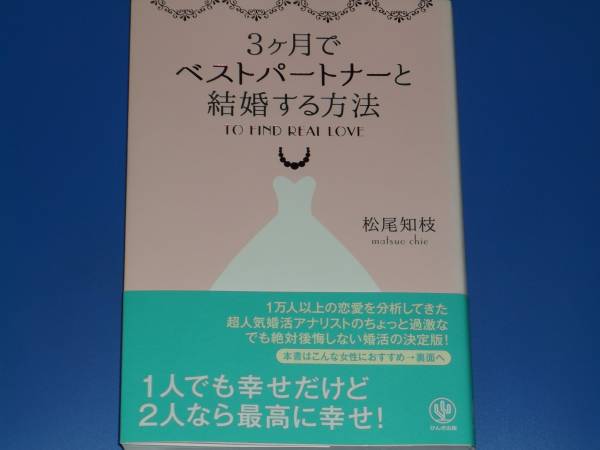 3ヶ月で
ベストパートナーと
結婚する方法
TO FIND REAL LOVE
松尾知枝
matsuo chie
1万人以上の恋愛を分析してきた
超人気婚活アナリストのちょっと過激な
でも絶対後悔しない婚活の決定版!
本書はこんな女性におすすめ→裏面へ
1人でも幸せだけど
2人なら最高に幸せ!
かんき出版